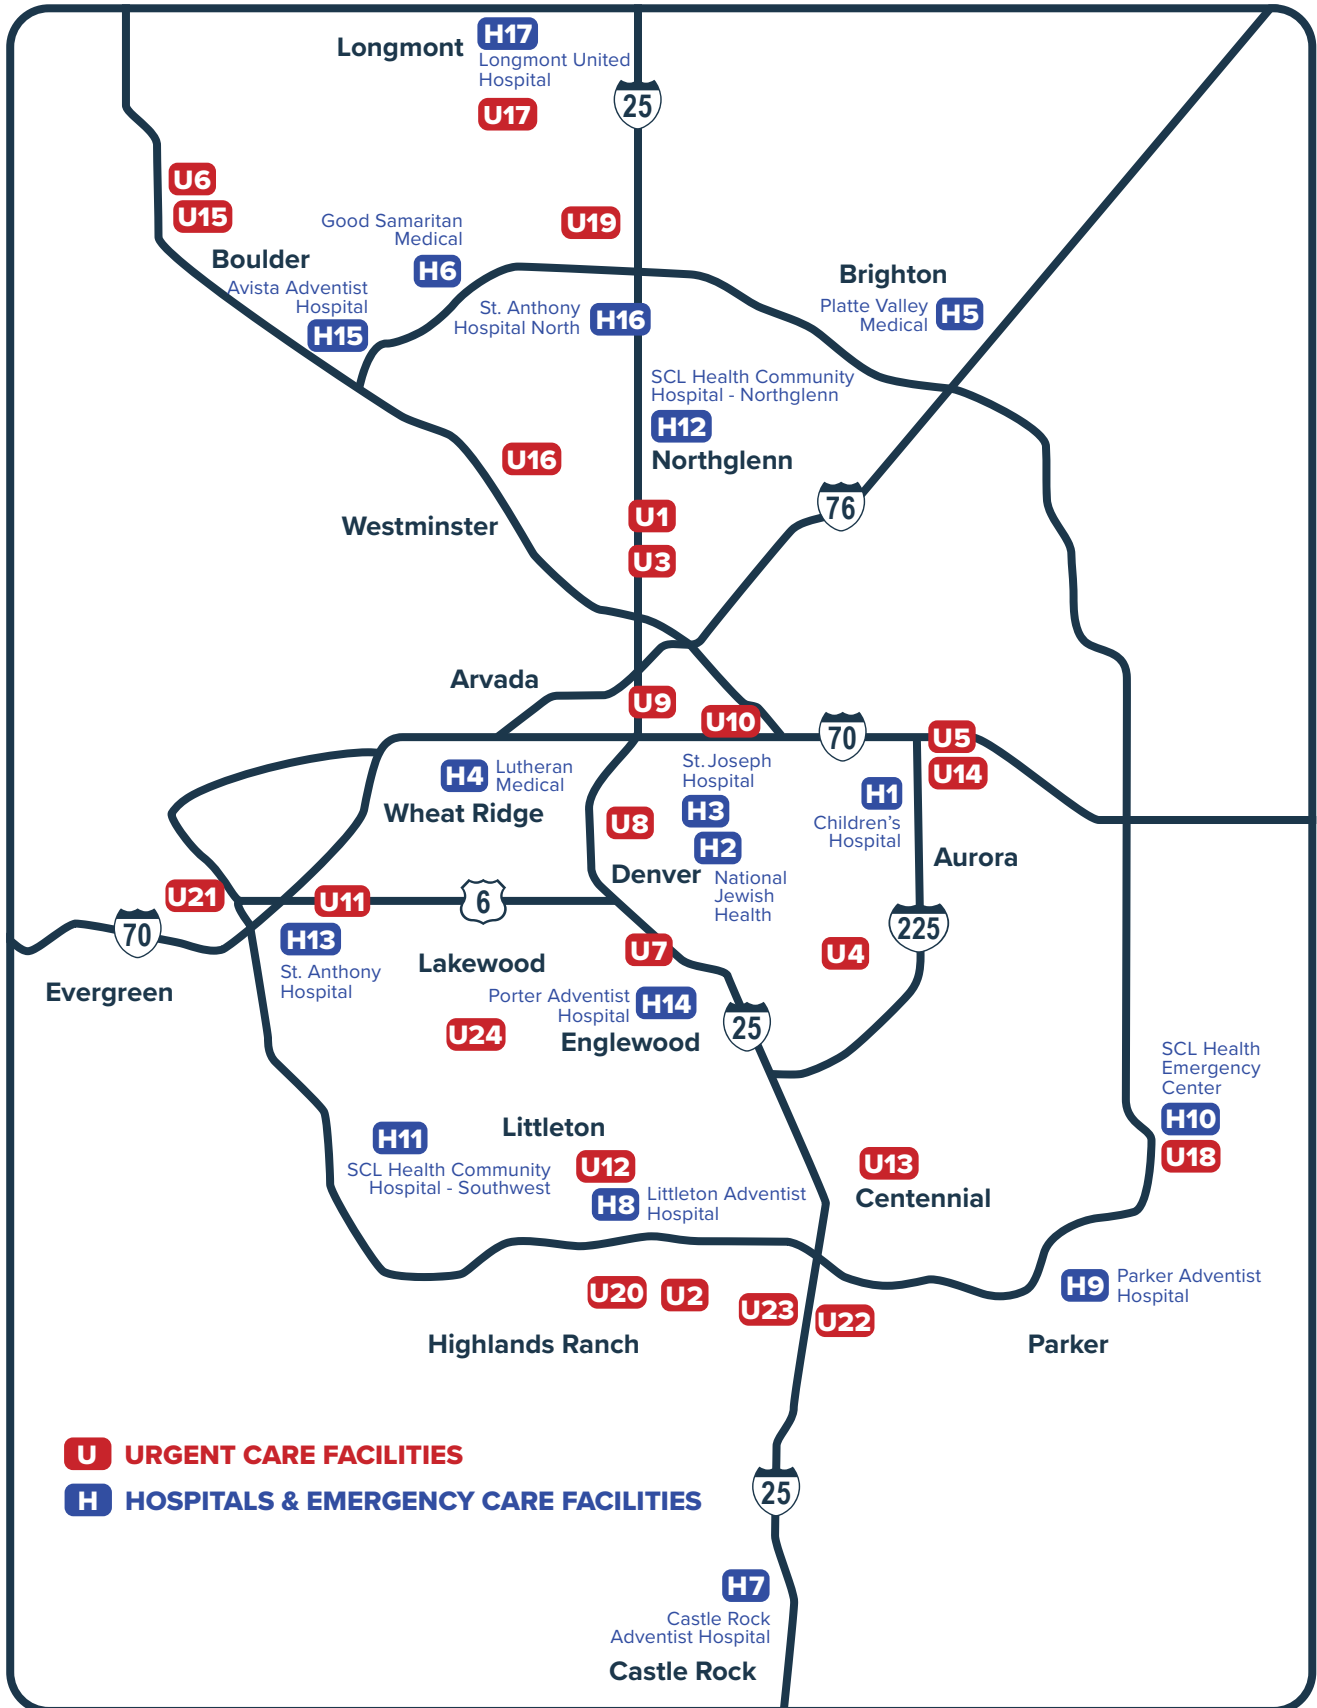 H17
Longmont
Longmont United
Hospital
25
U17
U6
U15
Good Samaritan
Medical
U19
Boulder
H6
Brighton
Avista Adventist
Hospital
H15
St. Anthony
Hospital North
H16
Platte Valley
Medical
H5
SCL Health Community
Hospital - Northglenn
H12
U16
Northglenn
76
Westminster
U1
U3
Arvada
U9
U10
70
U5
St. Joseph
Hospital
H4
Lutheran
Medical
U14
H1
Wheat Ridge
H3
U8
Children's
Hospital
H2
Aurora
Denver
National
Jewish
Health
U21
U11
6
70
H13
225
U7
U4
Lakewood
St. Anthony
Hospital
Evergreen
Porter Adventist
Hospital
H14
25
U24
Englewood
SCL Health
Emergency
Center
H10
Littleton
H11
U12
U13
U18
SCL Health Community
Hospital - Southwest
H8
Littleton Adventist
Hospital
Centennial
H9
Parker Adventist
Hospital
U20
U2
U23
U22
Highlands Ranch
Parker
U URGENT CARE FACILITIES
H HOSPITALS & EMERGENCY CARE FACILITIES
25
H7
Castle Rock
Adventist Hospital
Castle Rock